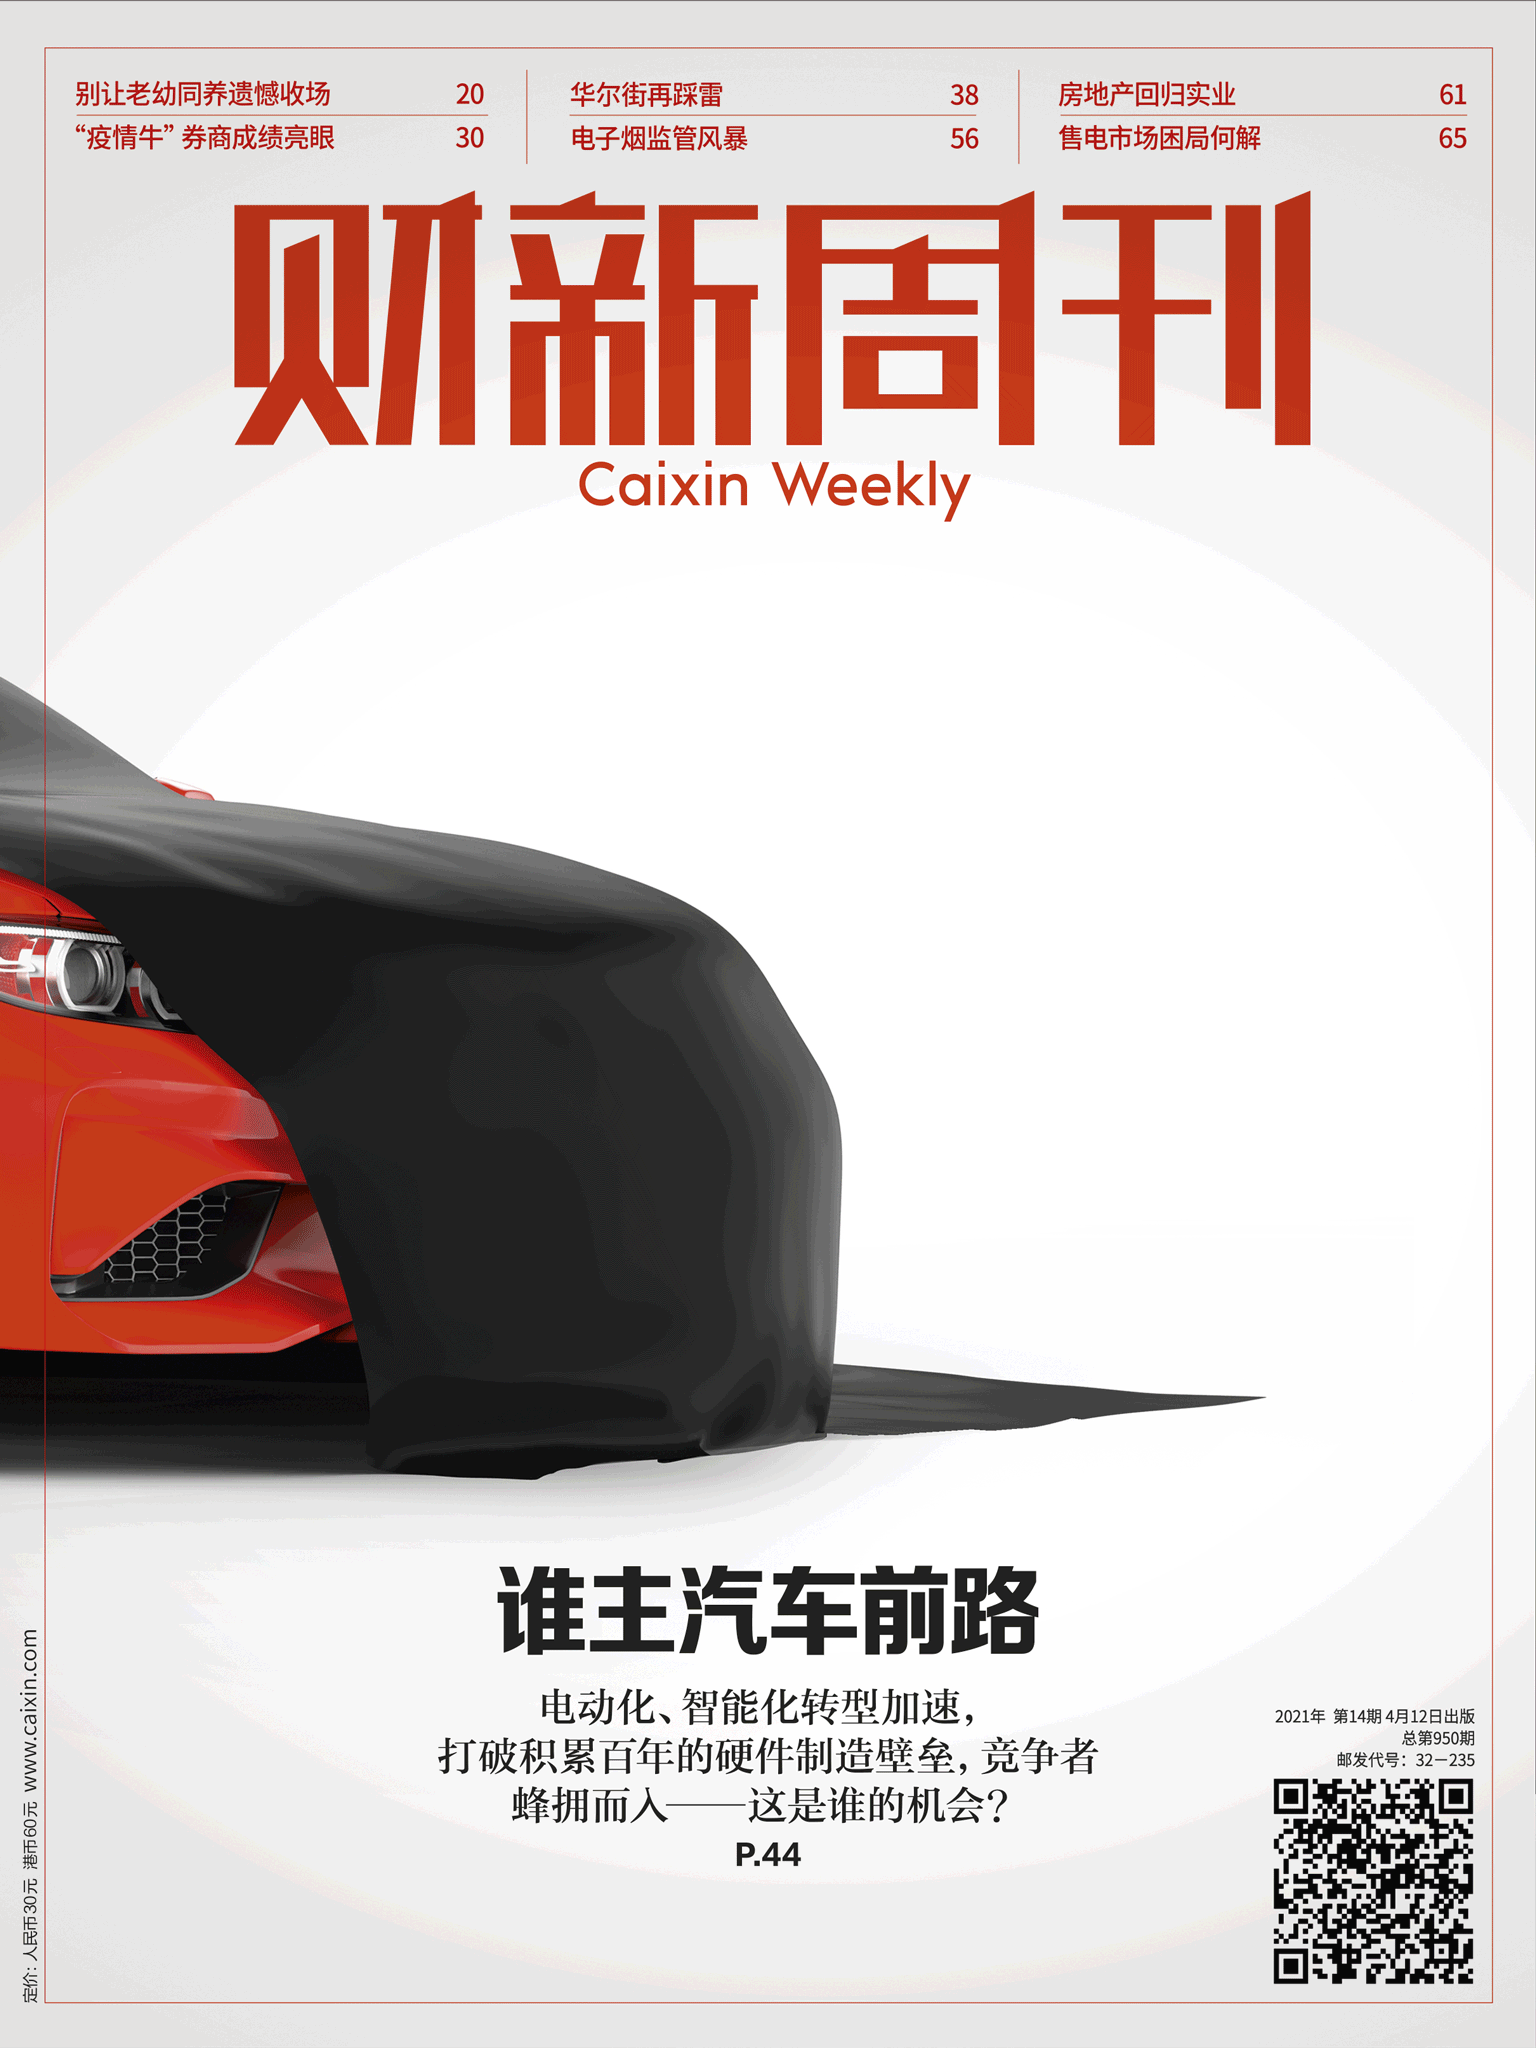 别让老幼同养遗憾收场 20
“疫情牛”券商成绩亮眼 30
华尔街再踩雷 38
电子烟监管风暴 56
房地产回归实业 61
售电市场困局何解 65
财新周刊
Caixin Weekly
谁主汽车前路
电动化、智能化转型加速，
打破积累百年的硬件制造壁垒，竞争者
蜂拥而入——这是谁的机会？
P.44
2021年 第14期 4月12日出版
总第950期
邮发代号：32－235
定价：人民币30元 港币60元 www.caixin.com